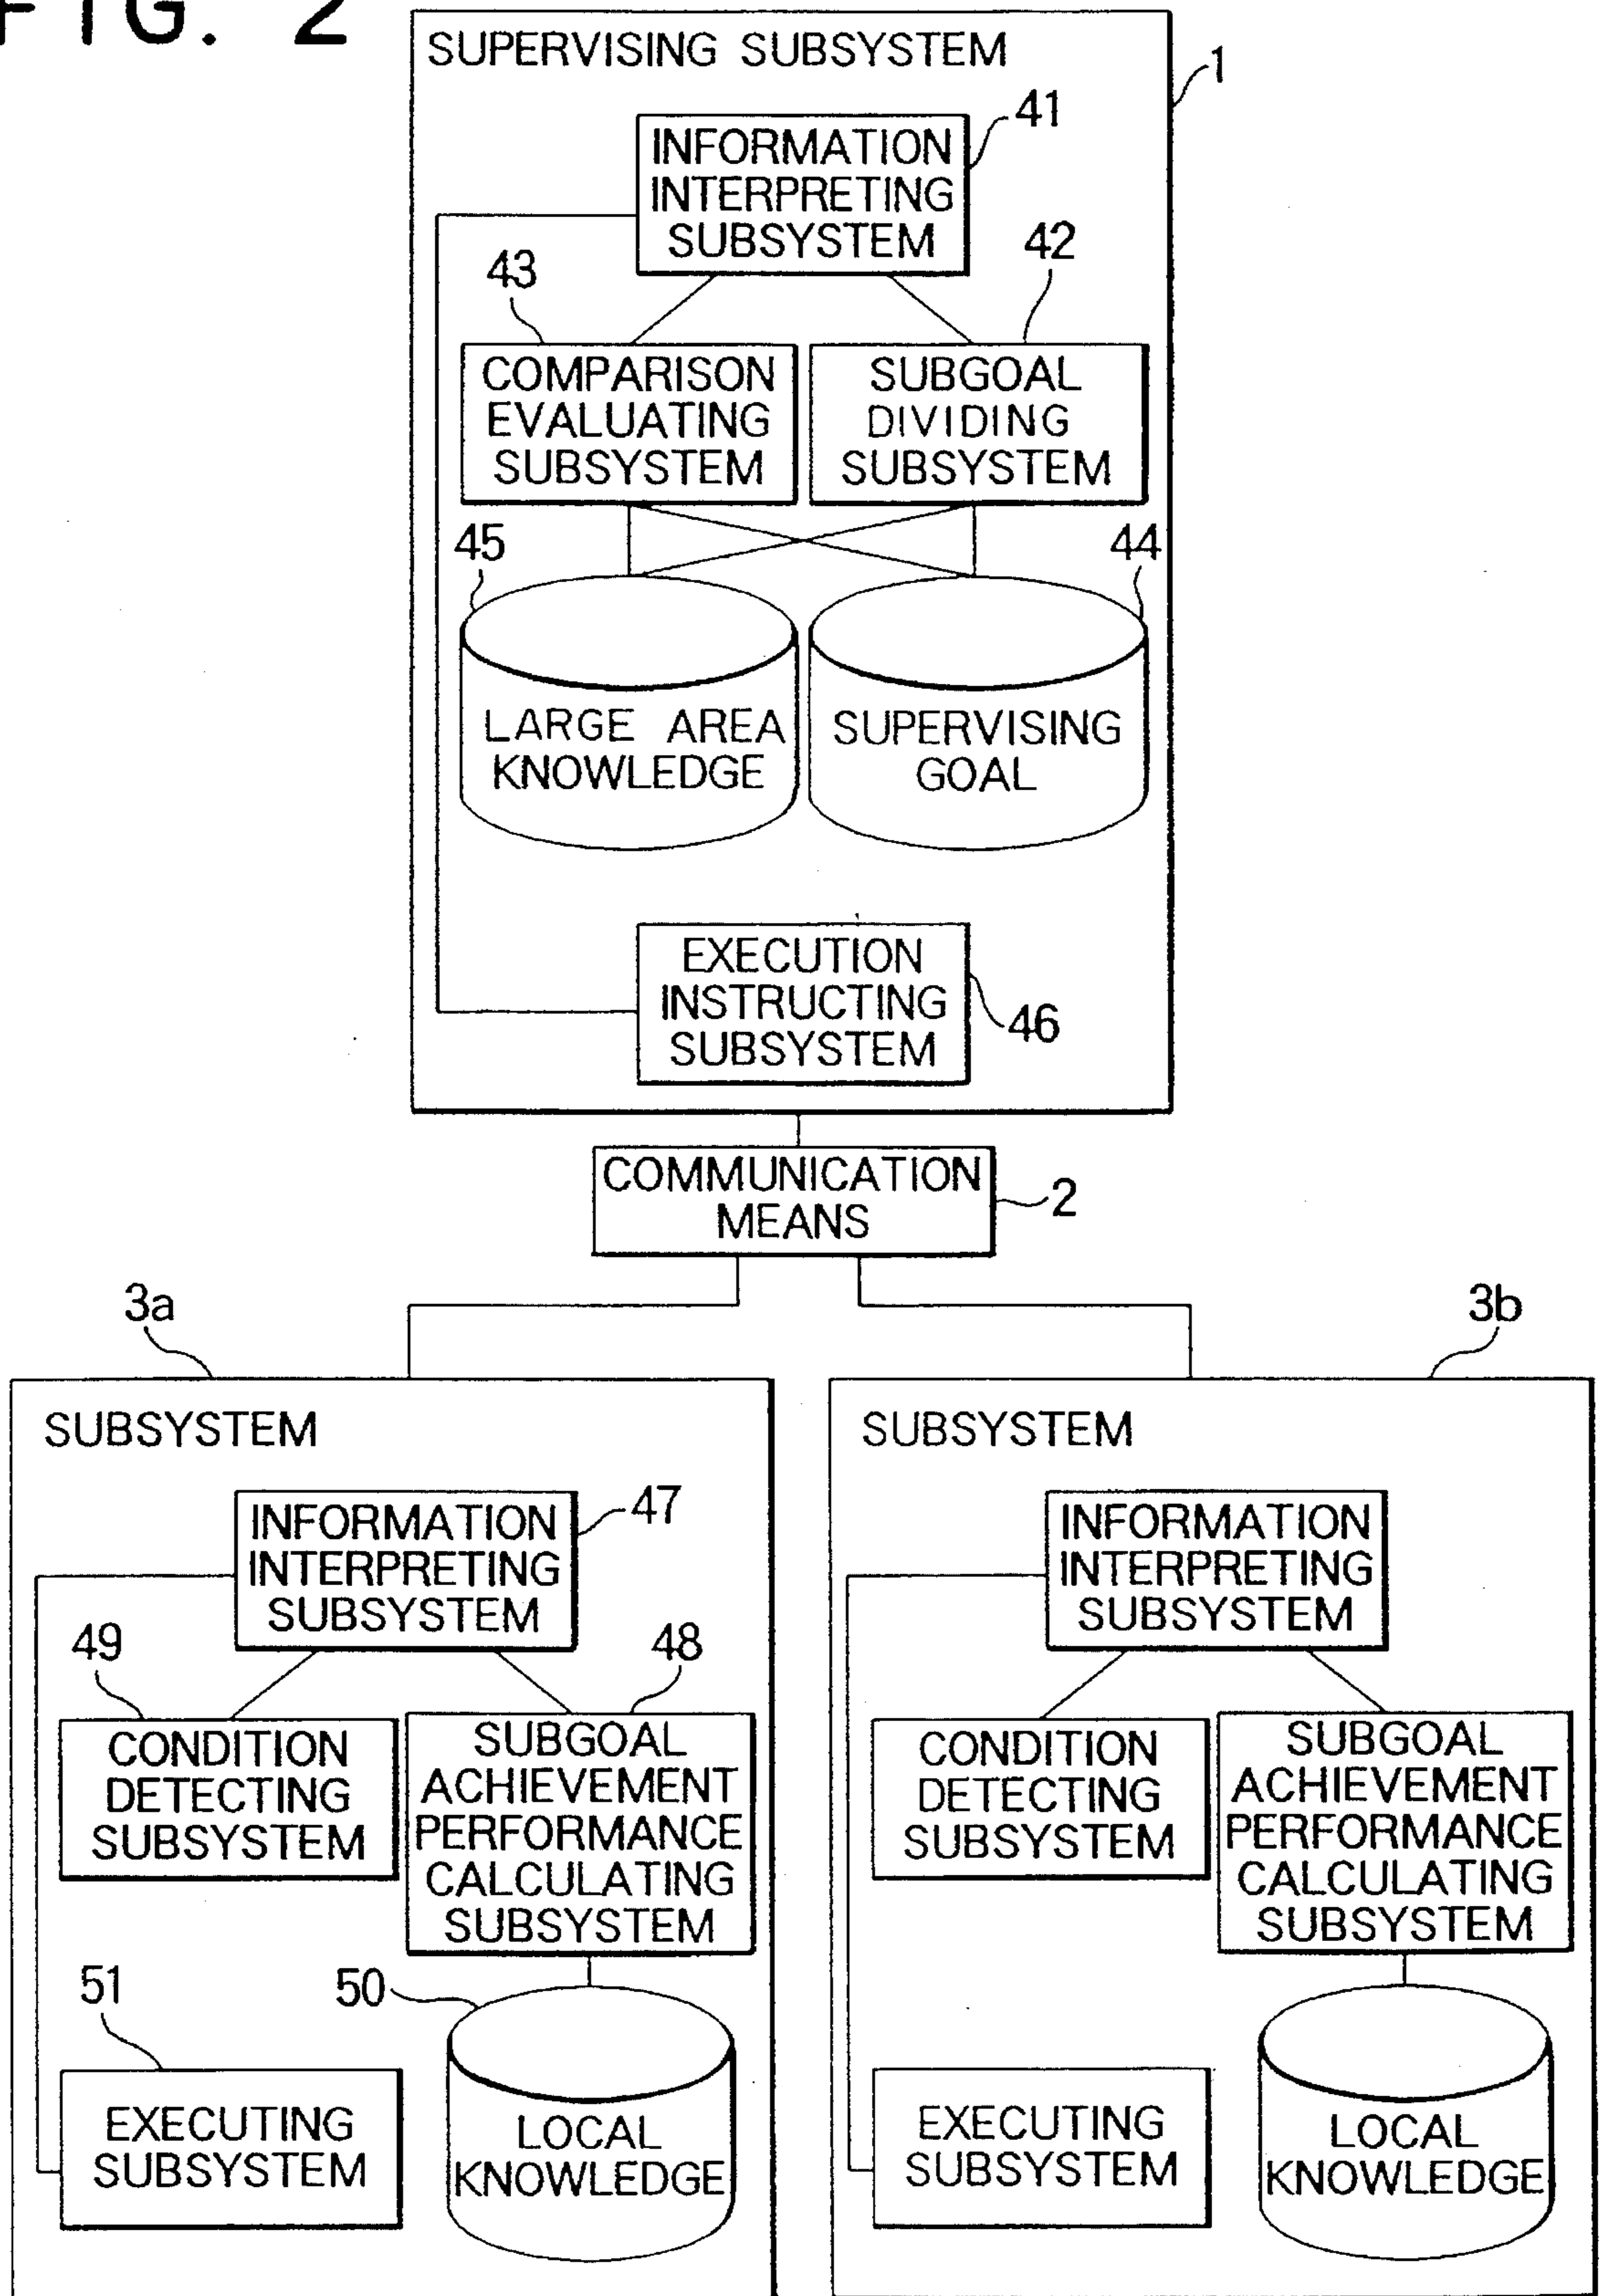 FIG. 2
SUPERVISING SUBSYSTEM
1
41
INFORMATION
INTERPRETING
SUBSYSTEM
43
42
COMPARISON
EVALUATING
SUBSYSTEM
SUBGOAL
DIVIDING
SUBSYSTEM
45
44
LARGE AREA
KNOWLEDGE
SUPERVISING
GOAL
EXECUTION
INSTRUCTING
SUBSYSTEM
46
COMMUNICATION
MEANS
2
3a
3b
SUBSYSTEM
47
INFORMATION
INTERPRETING
SUBSYSTEM
49
48
CONDITION
DETECTING
SUBSYSTEM
SUBGOAL
ACHIEVEMENT
PERFORMANCE
CALCULATING
SUBSYSTEM
51
50
EXECUTING
SUBSYSTEM
LOCAL
KNOWLEDGE
SUBSYSTEM
INFORMATION
INTERPRETING
SUBSYSTEM
CONDITION
DETECTING
SUBSYSTEM
SUBGOAL
ACHIEVEMENT
PERFORMANCE
CALCULATING
SUBSYSTEM
EXECUTING
SUBSYSTEM
LOCAL
KNOWLEDGE